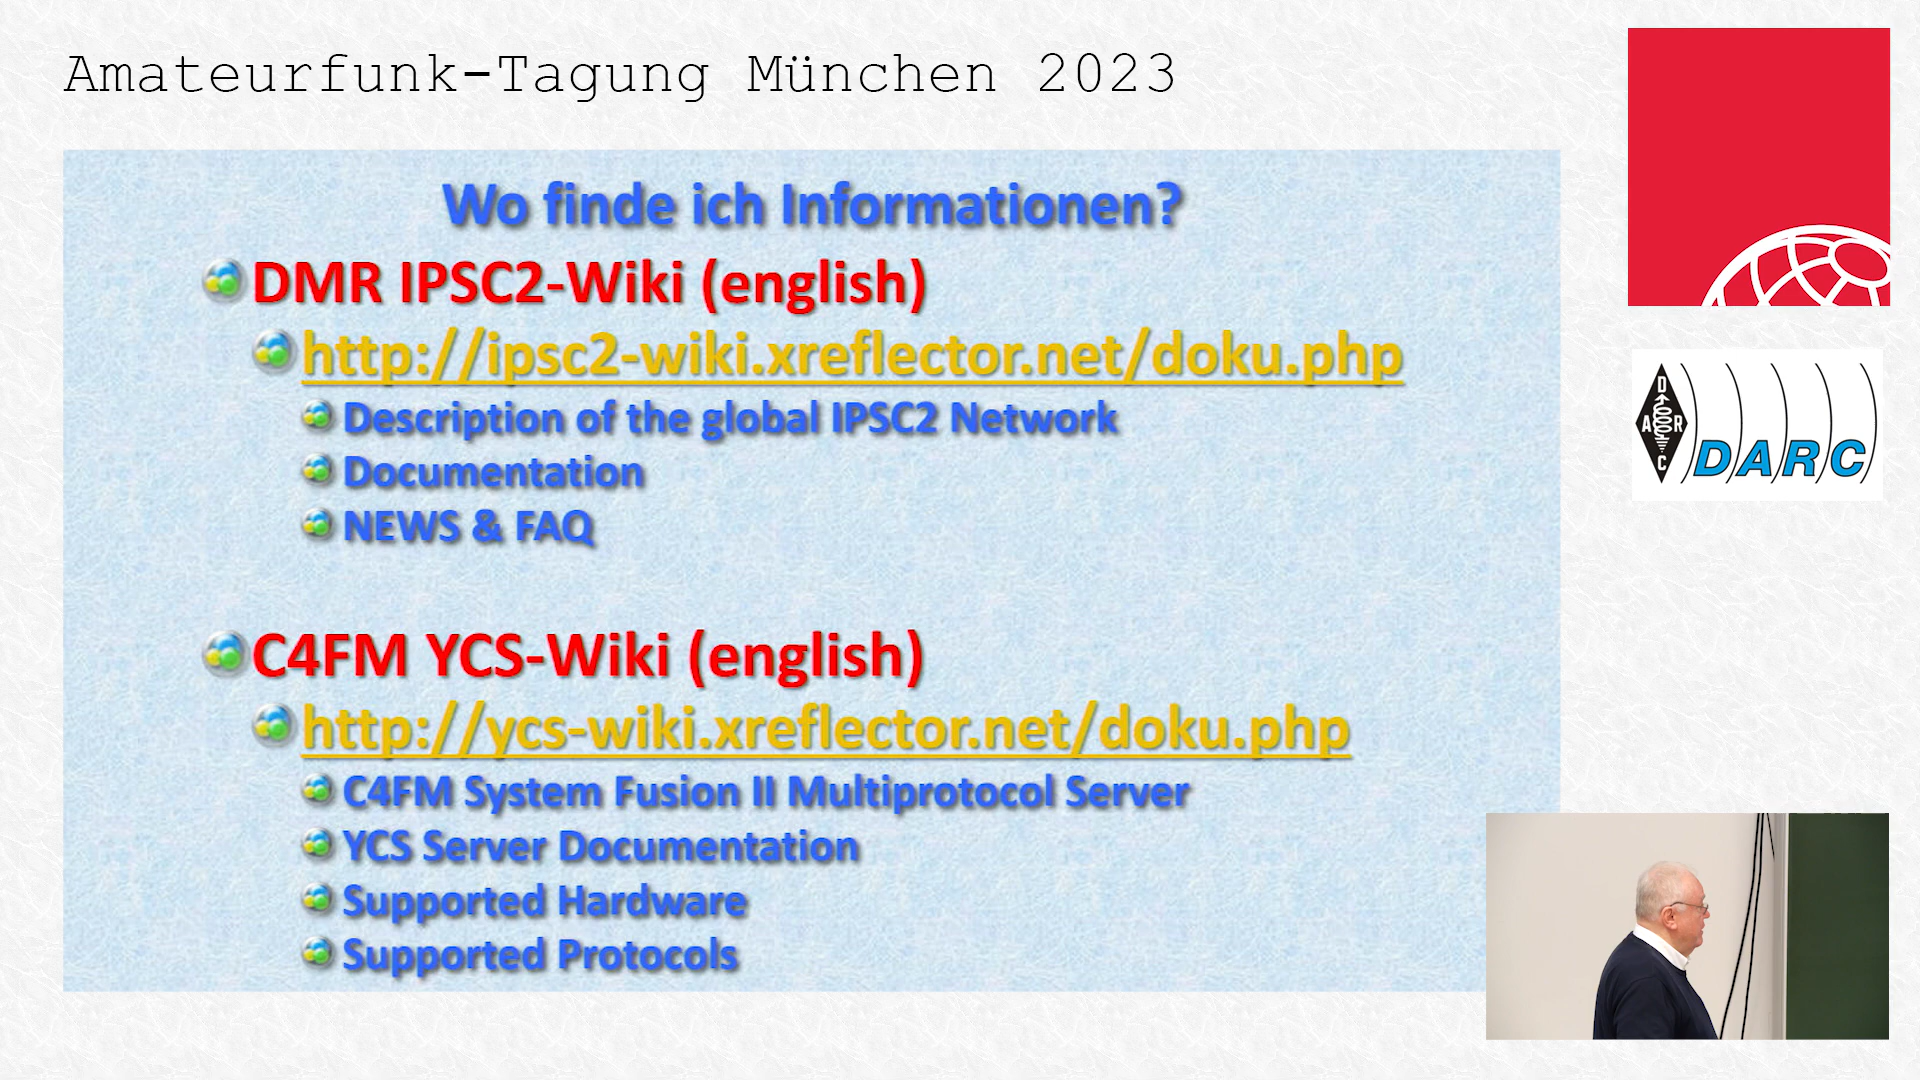 Amateurfunk-Tagung München 2023
Wo finde ich Informationen?
DMR IPSC2-Wiki (english)
http://ipsc2-wiki.xreflector.net/doku.php
Description of the global IPSC2 Network
Documentation
NEWS & FAQ
C4FM YCS-Wiki (english)
http://ycs-wiki.xreflector.net/doku.php
C4FM System Fusion II Multiprotocol Server
YCS Server Documentation
Supported Hardware
Supported Protocols
D
A R
C
DARC